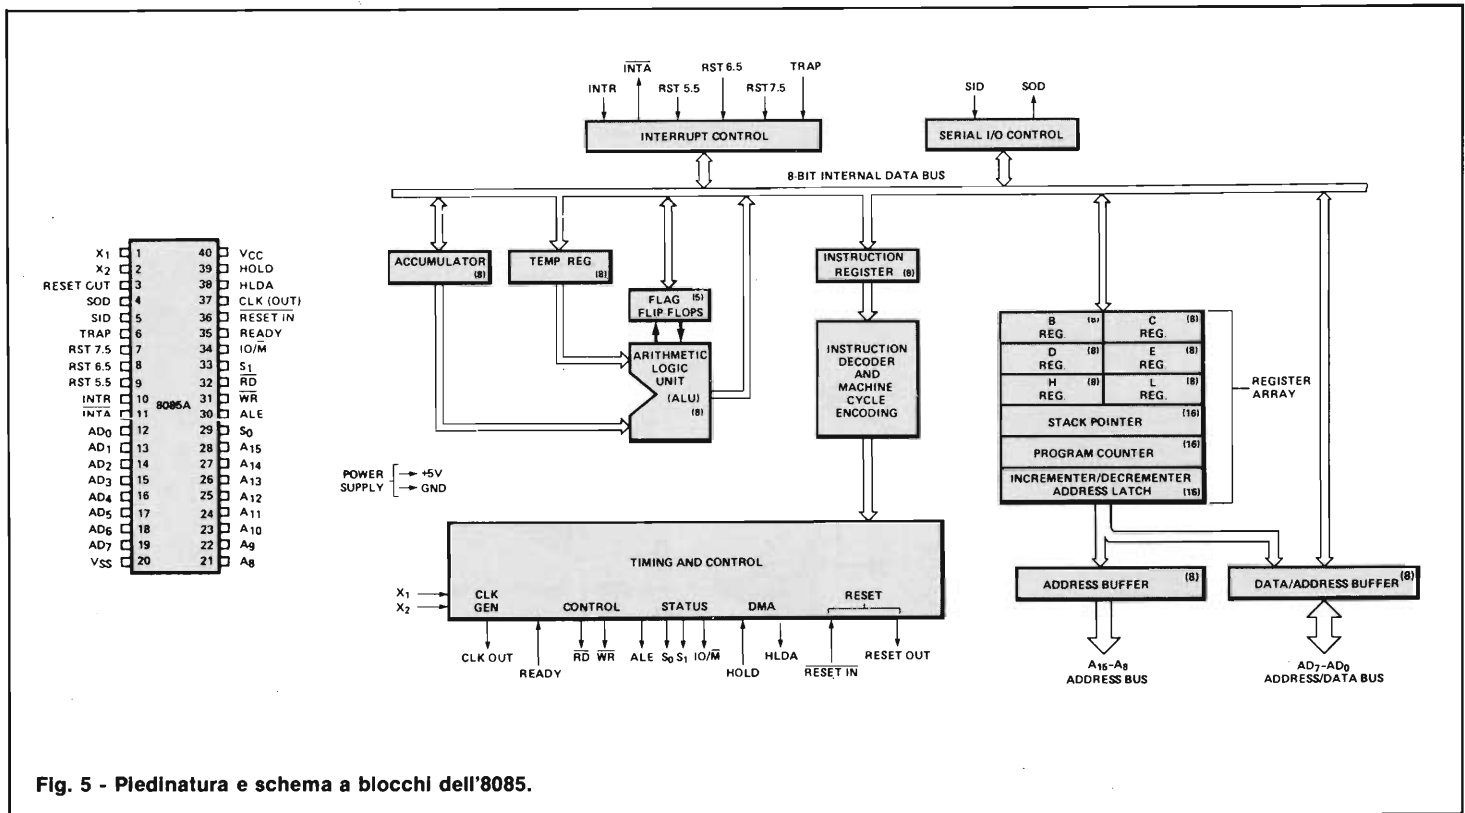 INTR
INTA
RST 5.5
RST 6.5
RST 7.5
TRAP
INTERRUPT CONTROL
SID
SOD
SERIAL I/O CONTROL
8-BIT INTERNAL DATA BUS
X1 1 40 VCC
X2 2 39 HOLD
RESET OUT 3 38 HLDA
SOD 4 37 CLK (OUT)
SID 5 36 RESET IN
TRAP 6 35 READY
RST 7.5 7 34 IO/M
RST 6.5 8 33 S1
RST 5.5 9 32 RD
INTR 10 31 WR
8085A
INTA 11 30 ALE
AD0 12 29 S0
AD1 13 28 A15
AD2 14 27 A14
AD3 15 26 A13
AD4 16 25 A12
AD5 17 24 A11
AD6 18 23 A10
AD7 19 22 A9
VSS 20 21 A8
ACCUMULATOR
(8)
TEMP REG
(8)
FLAG (5)
FLIP FLOPS
ARITHMETIC
LOGIC
UNIT
(ALU)
(8)
INSTRUCTION
REGISTER (8)
INSTRUCTION
DECODER
AND
MACHINE
CYCLE
ENCODING
B (8)
REG.
C (8)
REG.
D (8)
REG.
E (8)
REG.
H (8)
REG.
L (8)
REG.
STACK POINTER (16)
PROGRAM COUNTER (16)
INCREMENTER/DECREMENTER
ADDRESS LATCH (16)
REGISTER
ARRAY
POWER
SUPPLY
+5V
GND
TIMING AND CONTROL
X1
X2
CLK
GEN
CONTROL
STATUS
DMA
RESET
CLK OUT
READY
RD
WR
ALE
S0
S1
IO/M
HOLD
HLDA
RESET IN
RESET OUT
ADDRESS BUFFER (8)
DATA/ADDRESS BUFFER (8)
A15-A8
ADDRESS BUS
AD7-AD0
ADDRESS/DATA BUS
Fig. 5 - Piedinatura e schema a blocchi dell'8085.